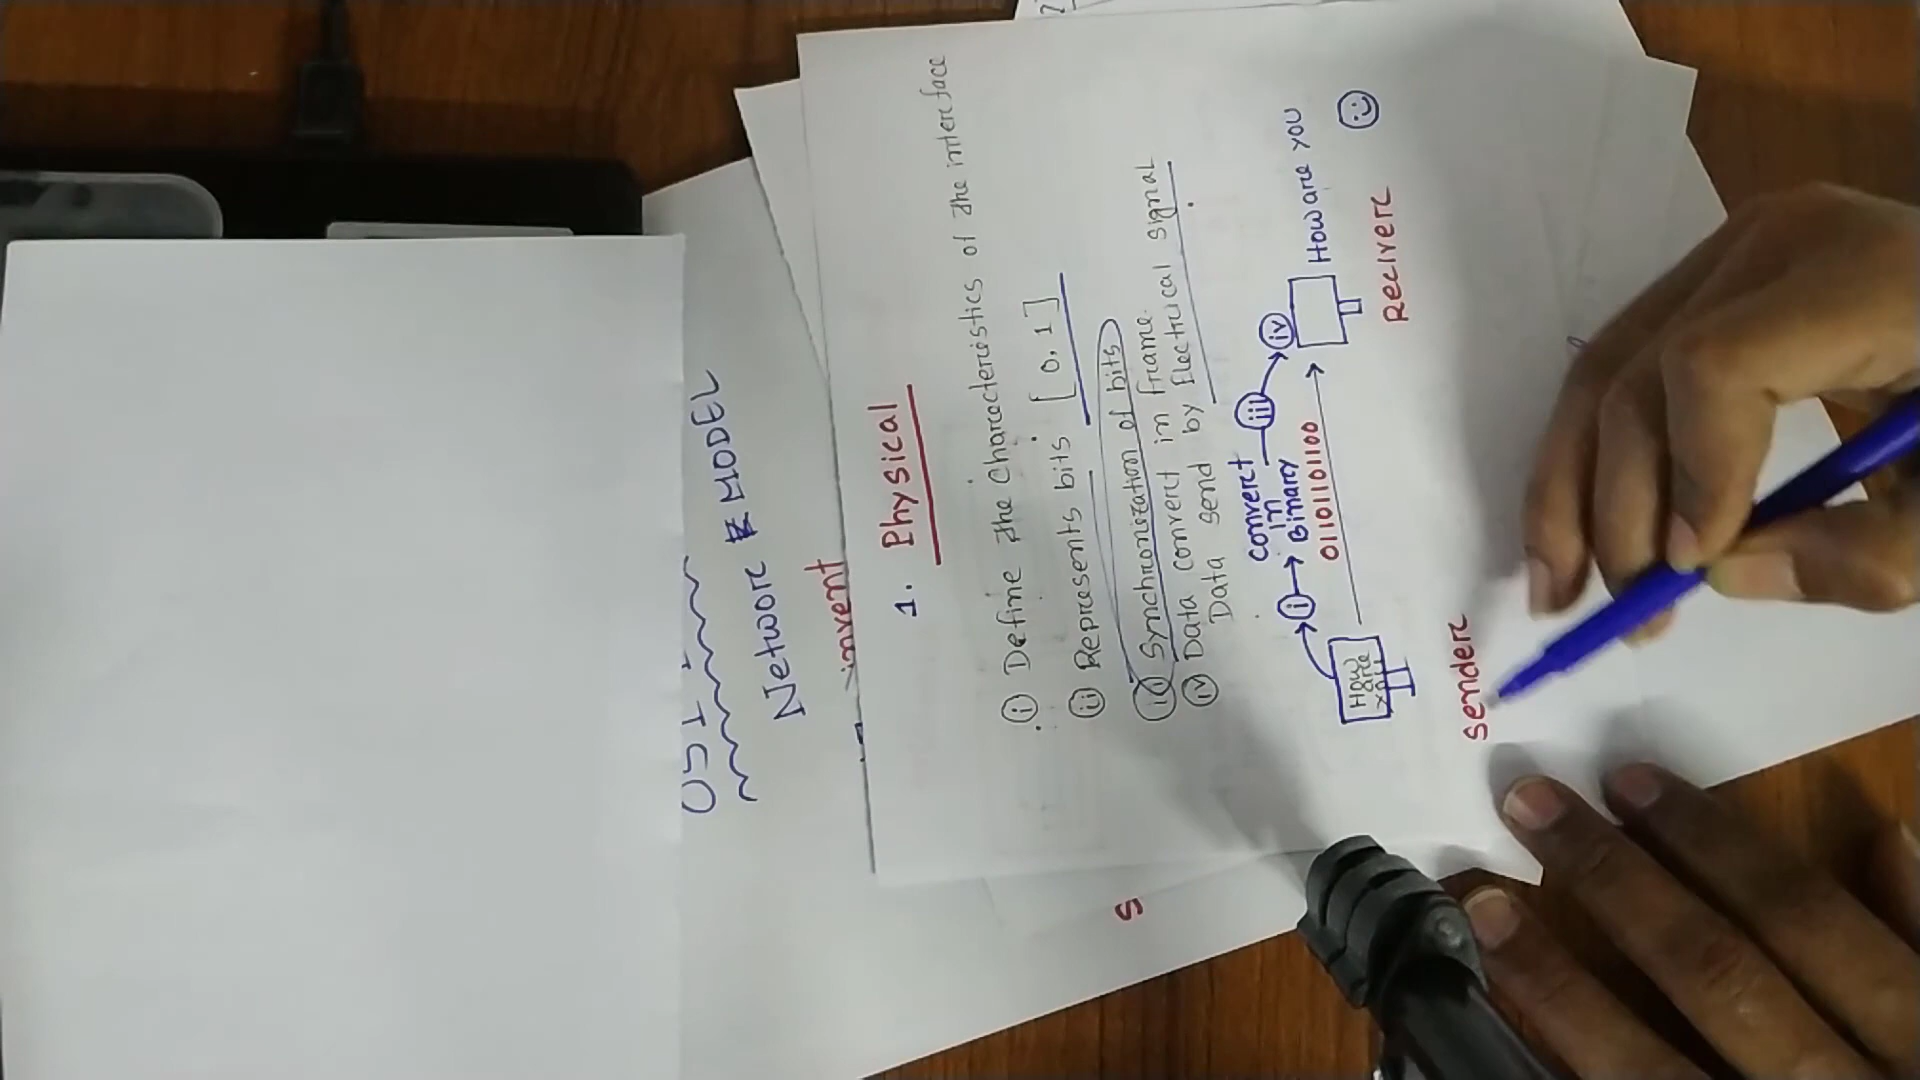 OSI
Network MODEL
invent
1. Physical
(i) Define the Characteristics of the interface
(ii) Represents bits [0, 1]
Synchronization of bits
(iv) Data convert in frame.
Data send by Electrical signal
(i) → convert in Binary
(iii)
(iv)
011011101100
How are you
How are you
Reciver
Sender
S